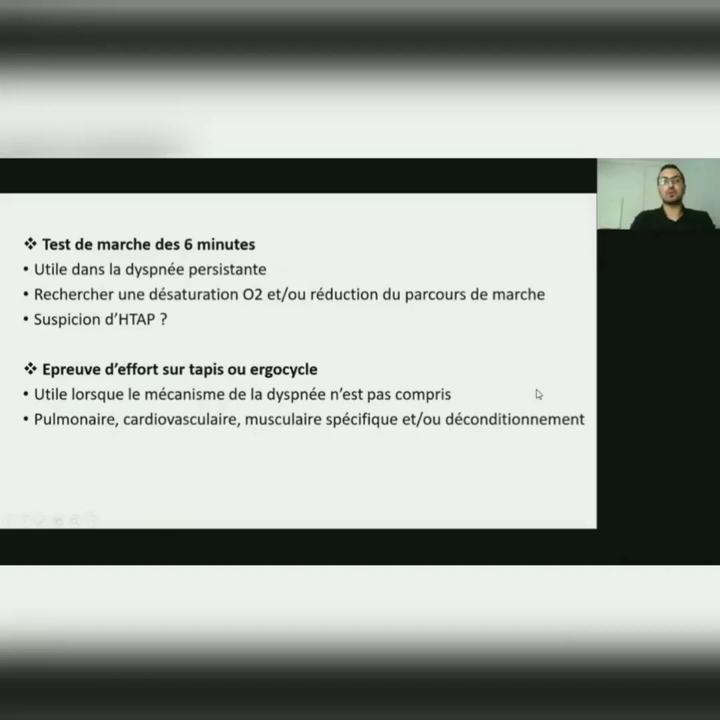 ❖ Test de marche des 6 minutes
• Utile dans la dyspnée persistante
• Rechercher une désaturation O2 et/ou réduction du parcours de marche
• Suspicion d'HTAP ?
❖ Epreuve d'effort sur tapis ou ergocycle
• Utile lorsque le mécanisme de la dyspnée n'est pas compris
• Pulmonaire, cardiovasculaire, musculaire spécifique et/ou déconditionnement